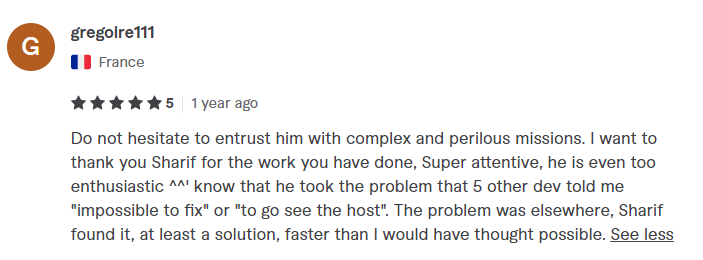 G
gregoire111
France
5 1 year ago
Do not hesitate to entrust him with complex and perilous missions. I want to
thank you Sharif for the work you have done, Super attentive, he is even too
enthusiastic ^^' know that he took the problem that 5 other dev told me
"impossible to fix" or "to go see the host". The problem was elsewhere, Sharif
found it, at least a solution, faster than I would have thought possible. See less